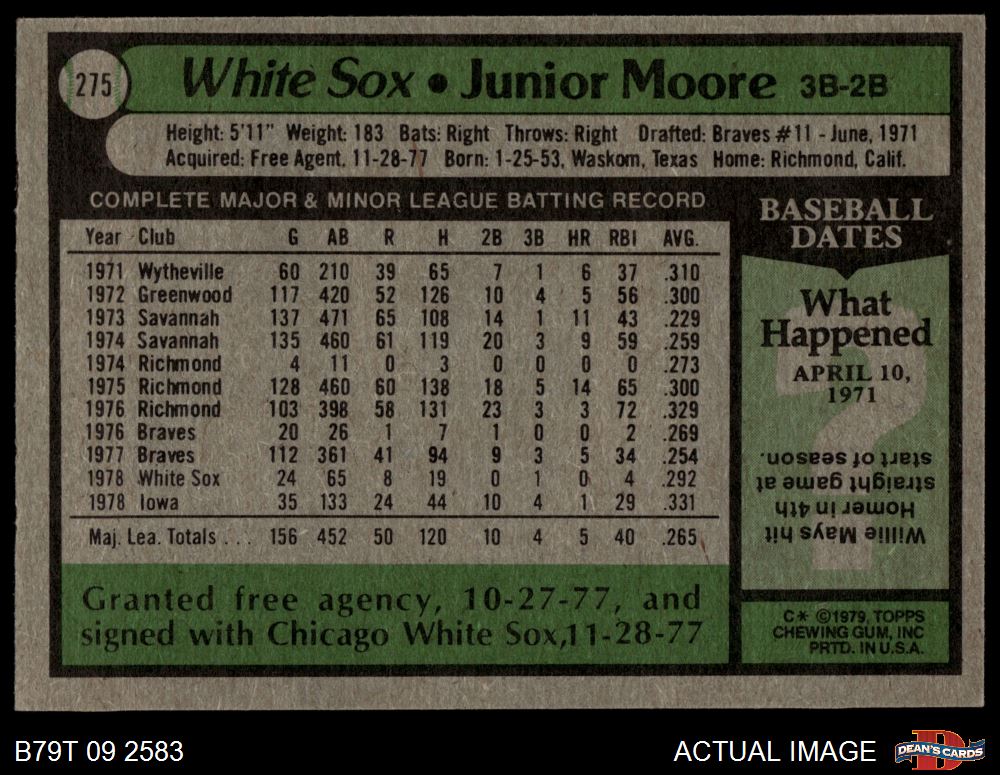 275
White Sox • Junior Moore 3B-2B
Height: 5'11" Weight: 183 Bats: Right Throws: Right Drafted: Braves #11 - June, 1971
Acquired: Free Agent, 11-28-77 Born: 1-25-53, Waskom, Texas Home: Richmond, Calif.
COMPLETE MAJOR & MINOR LEAGUE BATTING RECORD
Year Club G AB R H 2B 3B HR RBI AVG.
1971 Wytheville 60 210 39 65 7 1 6 37 .310
1972 Greenwood 117 420 52 126 10 4 5 56 .300
1973 Savannah 137 471 65 108 14 1 11 43 .229
1974 Savannah 135 460 61 119 20 3 9 59 .259
1974 Richmond 4 11 0 3 0 0 0 0 .273
1975 Richmond 128 460 60 138 18 5 14 65 .300
1976 Richmond 103 398 58 131 23 3 3 72 .329
1976 Braves 20 26 1 7 1 0 0 2 .269
1977 Braves 112 361 41 94 9 3 5 34 .254
1978 White Sox 24 65 8 19 0 1 0 4 .292
1978 Iowa 35 133 24 44 10 4 1 29 .331
Maj. Lea. Totals . . . 156 452 50 120 10 4 5 40 .265
Granted free agency, 10-27-77, and
signed with Chicago White Sox,11-28-77
BASEBALL
DATES
What
Happened
APRIL 10,
1971
Willie Mays hit
Homer in 4th
straight game at
start of season.
C* ©1979, TOPPS
CHEWING GUM, INC
PRTD. IN U.S.A.
B79T 09 2583
ACTUAL IMAGE
DEAN'S CARDS